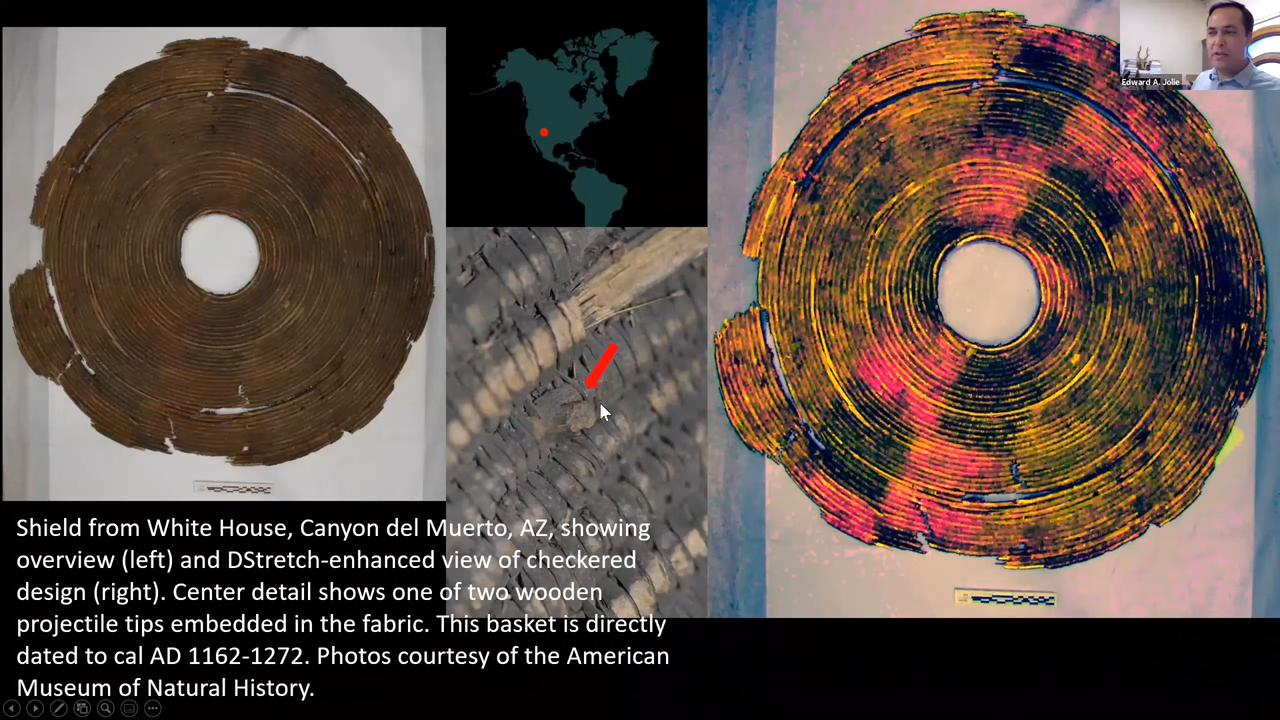 Edward A. Jolie
Shield from White House, Canyon del Muerto, AZ, showing
overview (left) and DStretch-enhanced view of checkered
design (right). Center detail shows one of two wooden
projectile tips embedded in the fabric. This basket is directly
dated to cal AD 1162-1272. Photos courtesy of the American
Museum of Natural History.